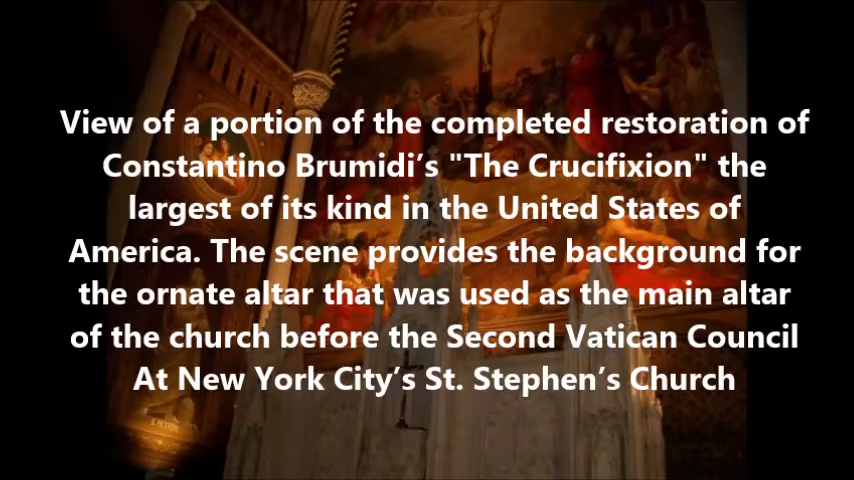 View of a portion of the completed restoration of
Constantino Brumidi’s "The Crucifixion" the
largest of its kind in the United States of
America. The scene provides the background for
the ornate altar that was used as the main altar
of the church before the Second Vatican Council
At New York City’s St. Stephen’s Church